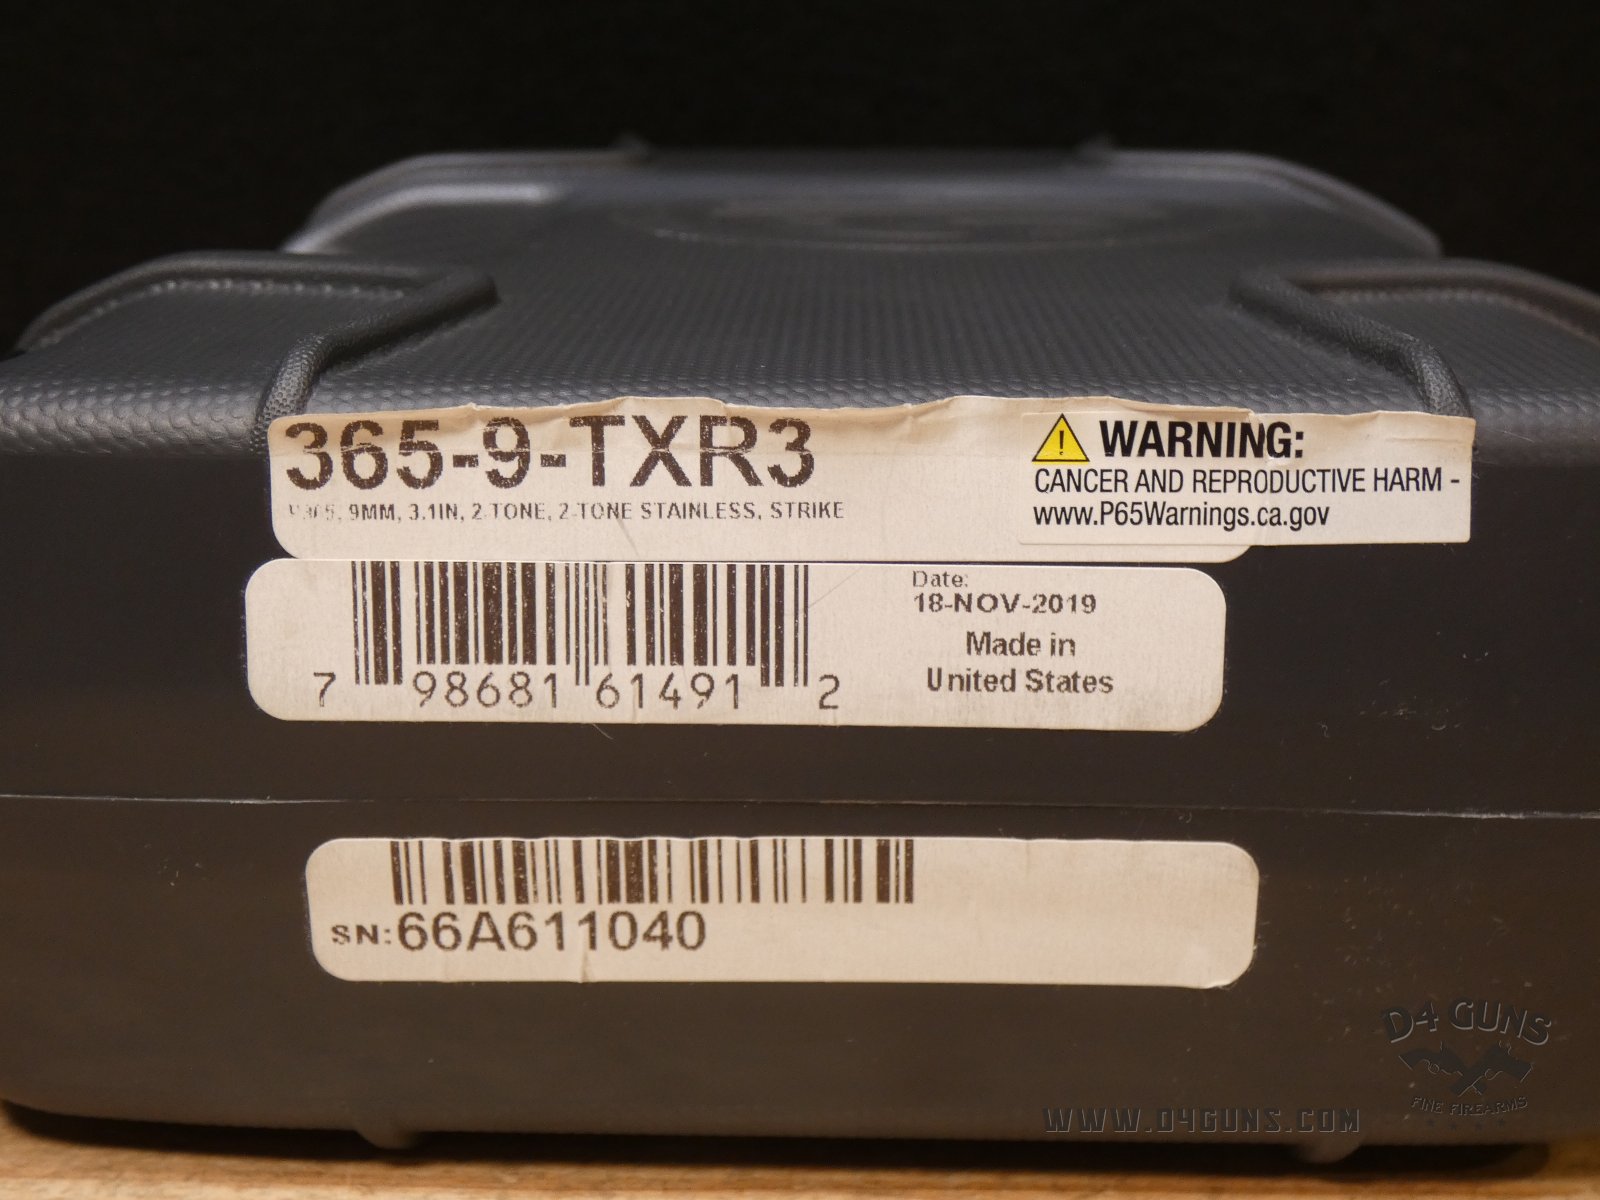 365-9-TXR3
P365, 9MM, 3.1IN, 2-TONE, 2-TONE STAINLESS, STRIKE
WARNING:
CANCER AND REPRODUCTIVE HARM -
www.P65Warnings.ca.gov
7 98681 61491 2
Date:
18-NOV-2019
Made in
United States
SN:66A611040
D4 GUNS
FINE FIREARMS
WWW.D4GUNS.COM